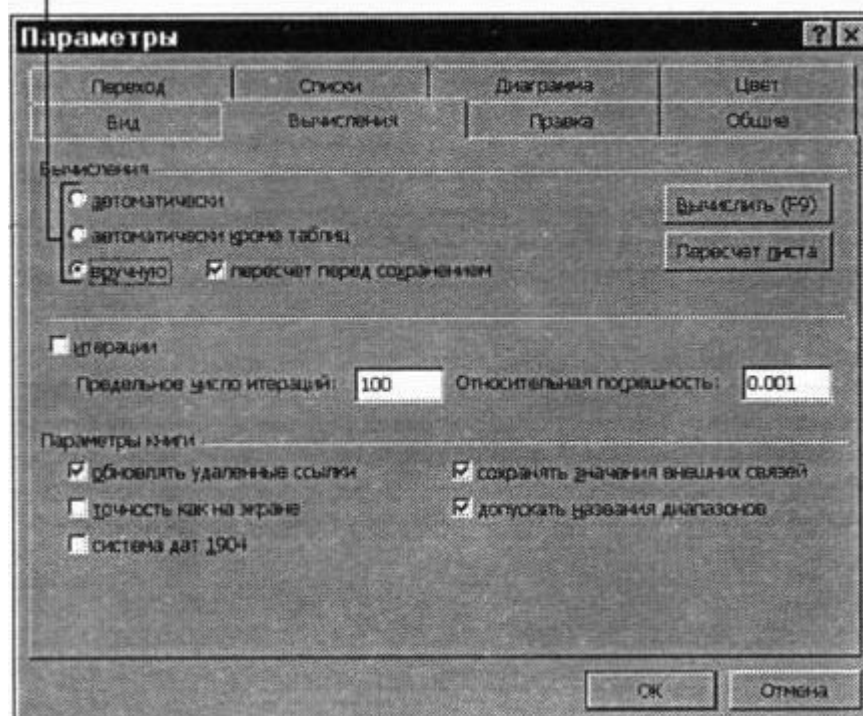 Параметры
Переход Списки Диаграмма Цвет
Вид Вычисления Правка Общие
Вычисления
автоматически
Вычислить (F9)
автоматически кроме таблиц
Пересчет листа
вручную пересчет перед сохранением
итерации
Предельное число итераций: 100 Относительная погрешность: 0.001
Параметры книги
обновлять удаленные ссылки сохранять значения внешних связей
точность как на экране допускать названия диапазонов
система дат 1904
OK Отмена